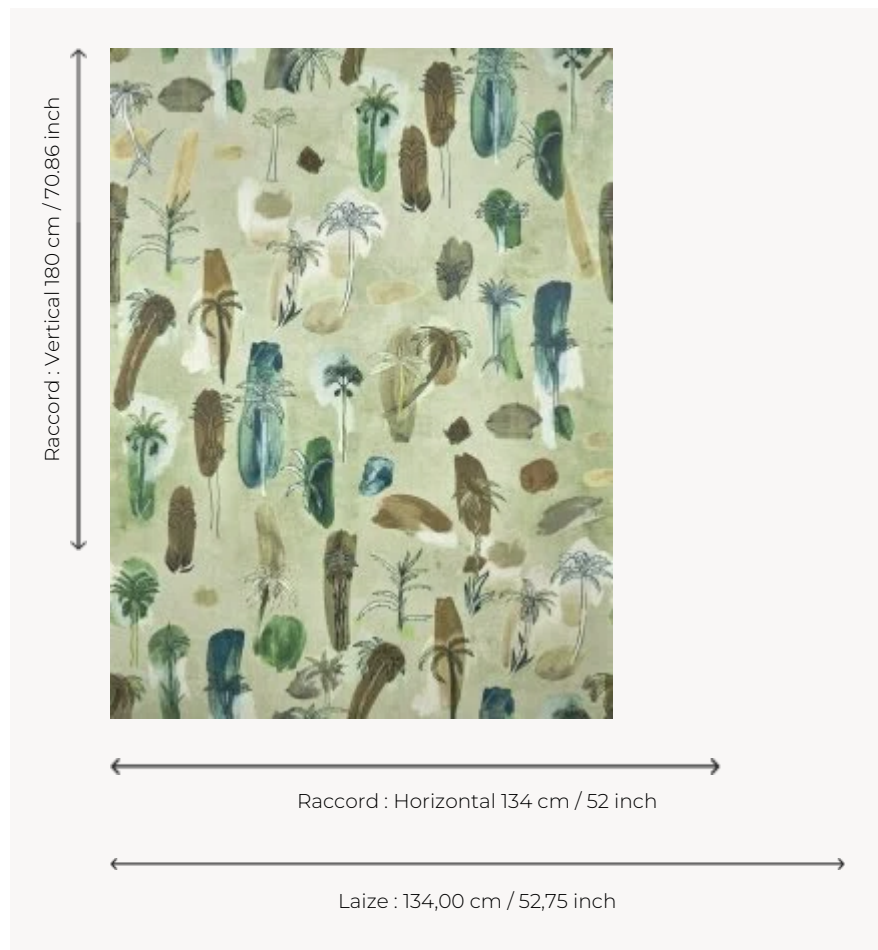 Raccord : Vertical 180 cm / 70.86 inch
Raccord : Horizontal 134 cm / 52 inch
Laize : 134,00 cm / 52,75 inch